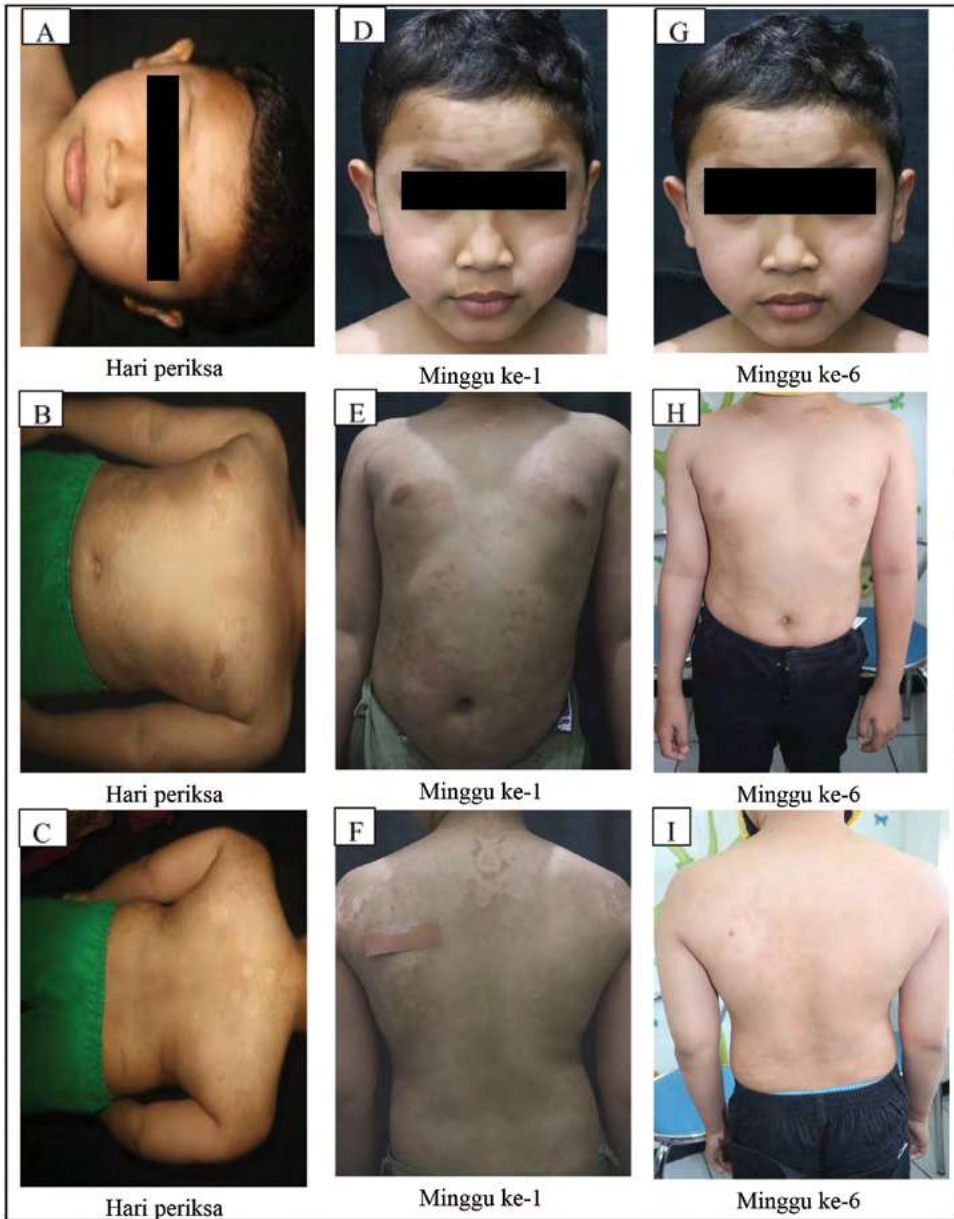 A
D
G
Hari periksa
Minggu ke-1
Minggu ke-6
B
E
H
Hari periksa
Minggu ke-1
Minggu ke-6
C
F
I
Hari periksa
Minggu ke-1
Minggu ke-6